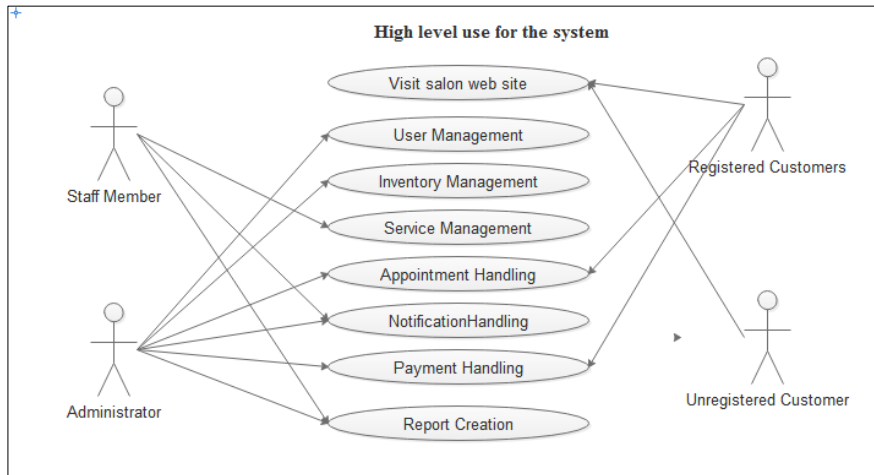 High level use for the system
Visit salon web site
User Management
Registered Customers
Inventory Management
Staff Member
Service Management
Appointment Handling
NotificationHandling
Payment Handling
Unregistered Customer
Administrator
Report Creation